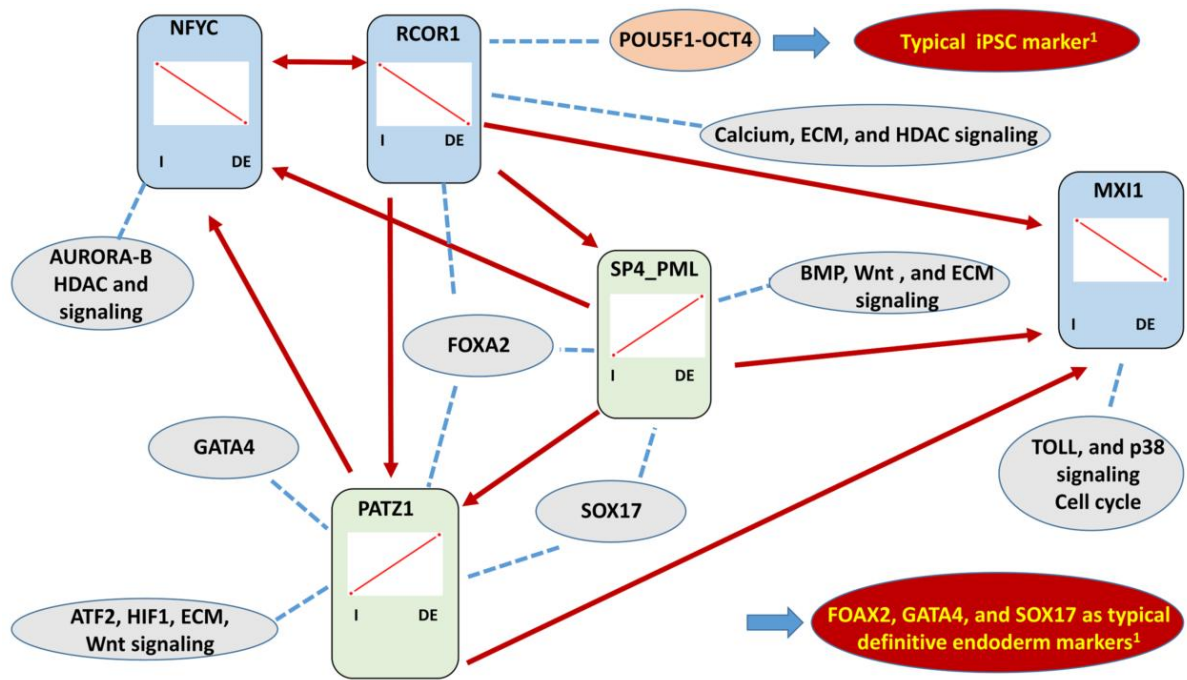 NFYC
I DE
RCOR1
I DE
POU5F1-OCT4
Typical iPSC marker1
Calcium, ECM, and HDAC signaling
MXI1
I DE
AURORA-B
HDAC and
signaling
SP4_PML
I DE
BMP, Wnt , and ECM
signaling
FOXA2
GATA4
TOLL, and p38
signaling
Cell cycle
PATZ1
I DE
SOX17
ATF2, HIF1, ECM,
Wnt signaling
FOAX2, GATA4, and SOX17 as typical
definitive endoderm markers1